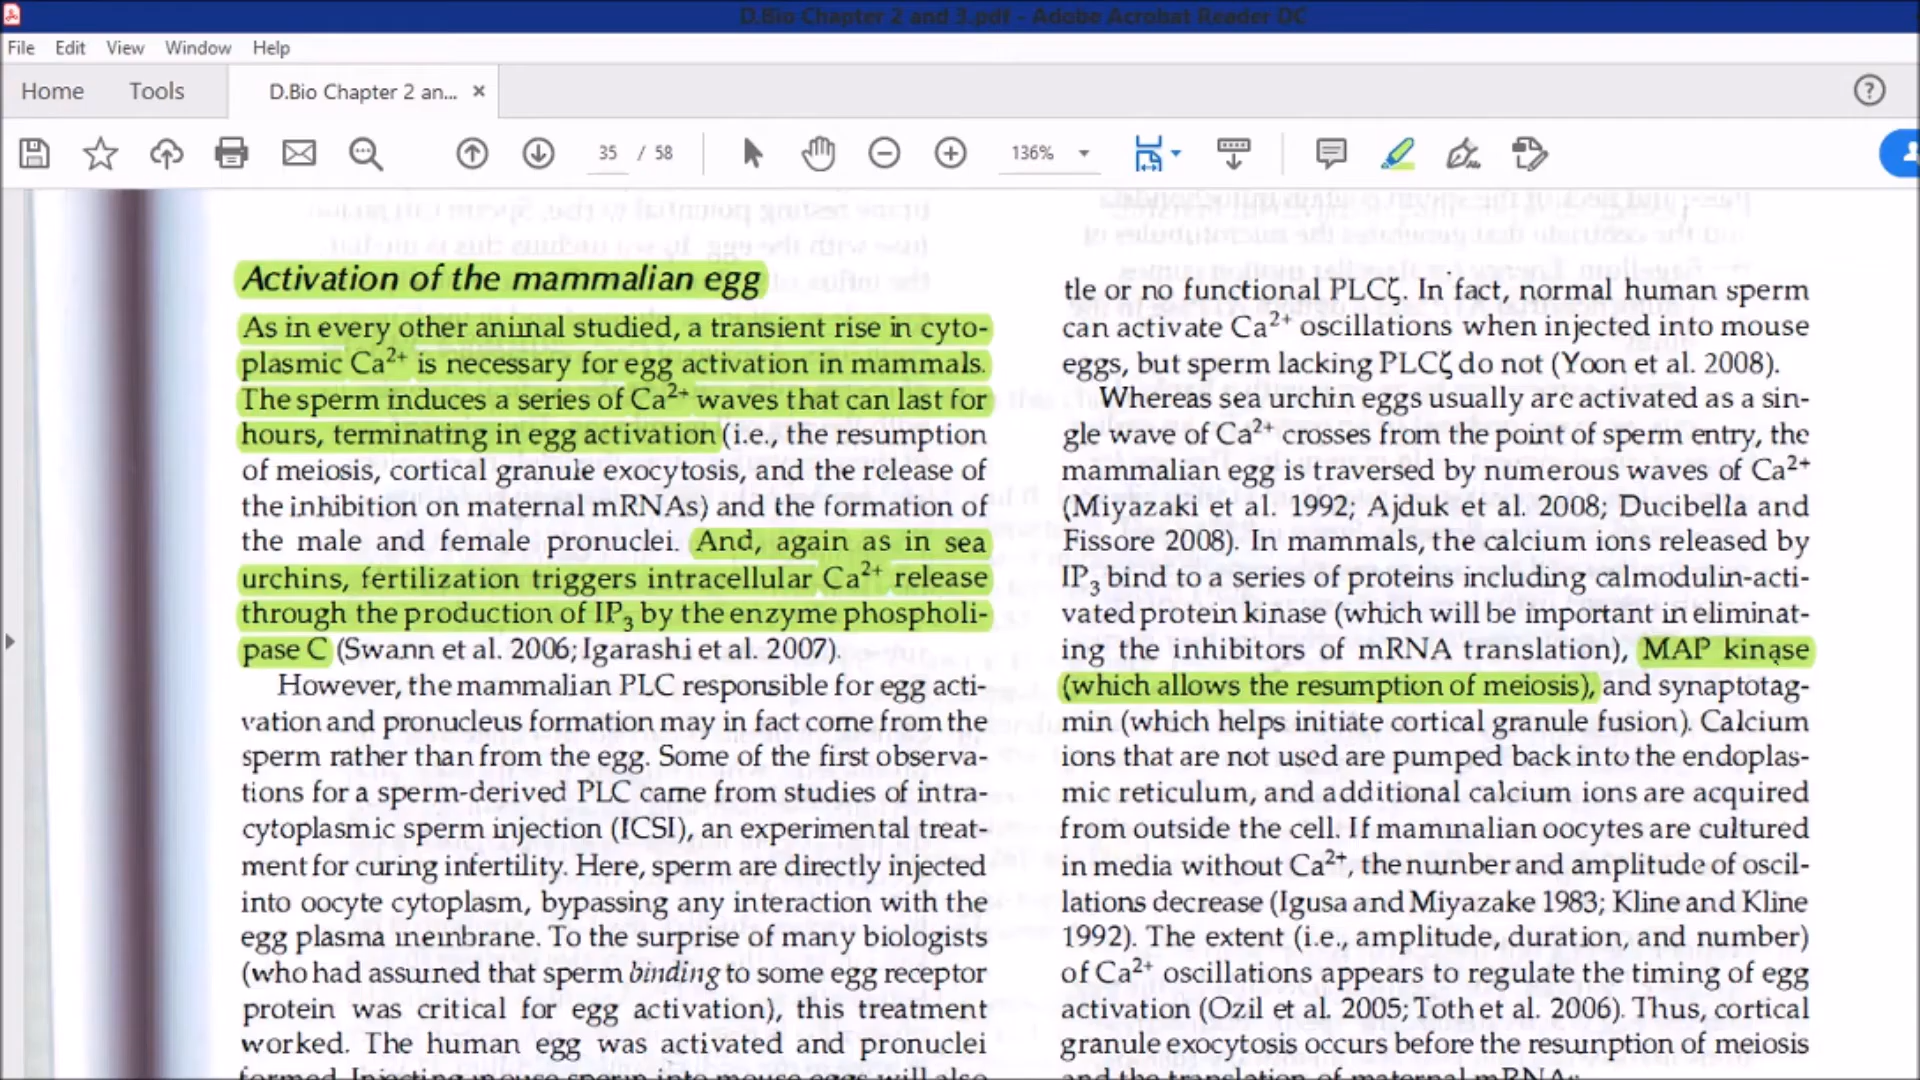 D.Bio Chapter 2 and 3.pdf - Adobe Acrobat Reader DC
File Edit View Window Help
Home Tools D.Bio Chapter 2 an... ×
35 / 58 136%
Activation of the mammalian egg
As in every other animal studied, a transient rise in cyto-
plasmic Ca²⁺ is necessary for egg activation in mammals.
The sperm induces a series of Ca²⁺ waves that can last for
hours, terminating in egg activation (i.e., the resumption
of meiosis, cortical granule exocytosis, and the release of
the inhibition on maternal mRNAs) and the formation of
the male and female pronuclei. And, again as in sea
urchins, fertilization triggers intracellular Ca²⁺ release
through the production of IP₃ by the enzyme phospholi-
pase C (Swann et al. 2006; Igarashi et al. 2007).
However, the mammalian PLC responsible for egg acti-
vation and pronucleus formation may in fact come from the
sperm rather than from the egg. Some of the first observa-
tions for a sperm-derived PLC came from studies of intra-
cytoplasmic sperm injection (ICSI), an experimental treat-
ment for curing infertility. Here, sperm are directly injected
into oocyte cytoplasm, bypassing any interaction with the
egg plasma membrane. To the surprise of many biologists
(who had assumed that sperm binding to some egg receptor
protein was critical for egg activation), this treatment
worked. The human egg was activated and pronuclei
formed. Injecting mouse sperm into mouse eggs will also
tle or no functional PLCζ. In fact, normal human sperm
can activate Ca²⁺ oscillations when injected into mouse
eggs, but sperm lacking PLCζ do not (Yoon et al. 2008).
Whereas sea urchin eggs usually are activated as a sin-
gle wave of Ca²⁺ crosses from the point of sperm entry, the
mammalian egg is traversed by numerous waves of Ca²⁺
(Miyazaki et al. 1992; Ajduk et al. 2008; Ducibella and
Fissore 2008). In mammals, the calcium ions released by
IP₃ bind to a series of proteins including calmodulin-acti-
vated protein kinase (which will be important in eliminat-
ing the inhibitors of mRNA translation), MAP kinase
(which allows the resumption of meiosis), and synaptotag-
min (which helps initiate cortical granule fusion). Calcium
ions that are not used are pumped back into the endoplas-
mic reticulum, and additional calcium ions are acquired
from outside the cell. If mammalian oocytes are cultured
in media without Ca²⁺, the number and amplitude of oscil-
lations decrease (Igusa and Miyazake 1983; Kline and Kline
1992). The extent (i.e., amplitude, duration, and number)
of Ca²⁺ oscillations appears to regulate the timing of egg
activation (Ozil et al. 2005; Toth et al. 2006). Thus, cortical
granule exocytosis occurs before the resumption of meiosis
and the translation of maternal mRNA: